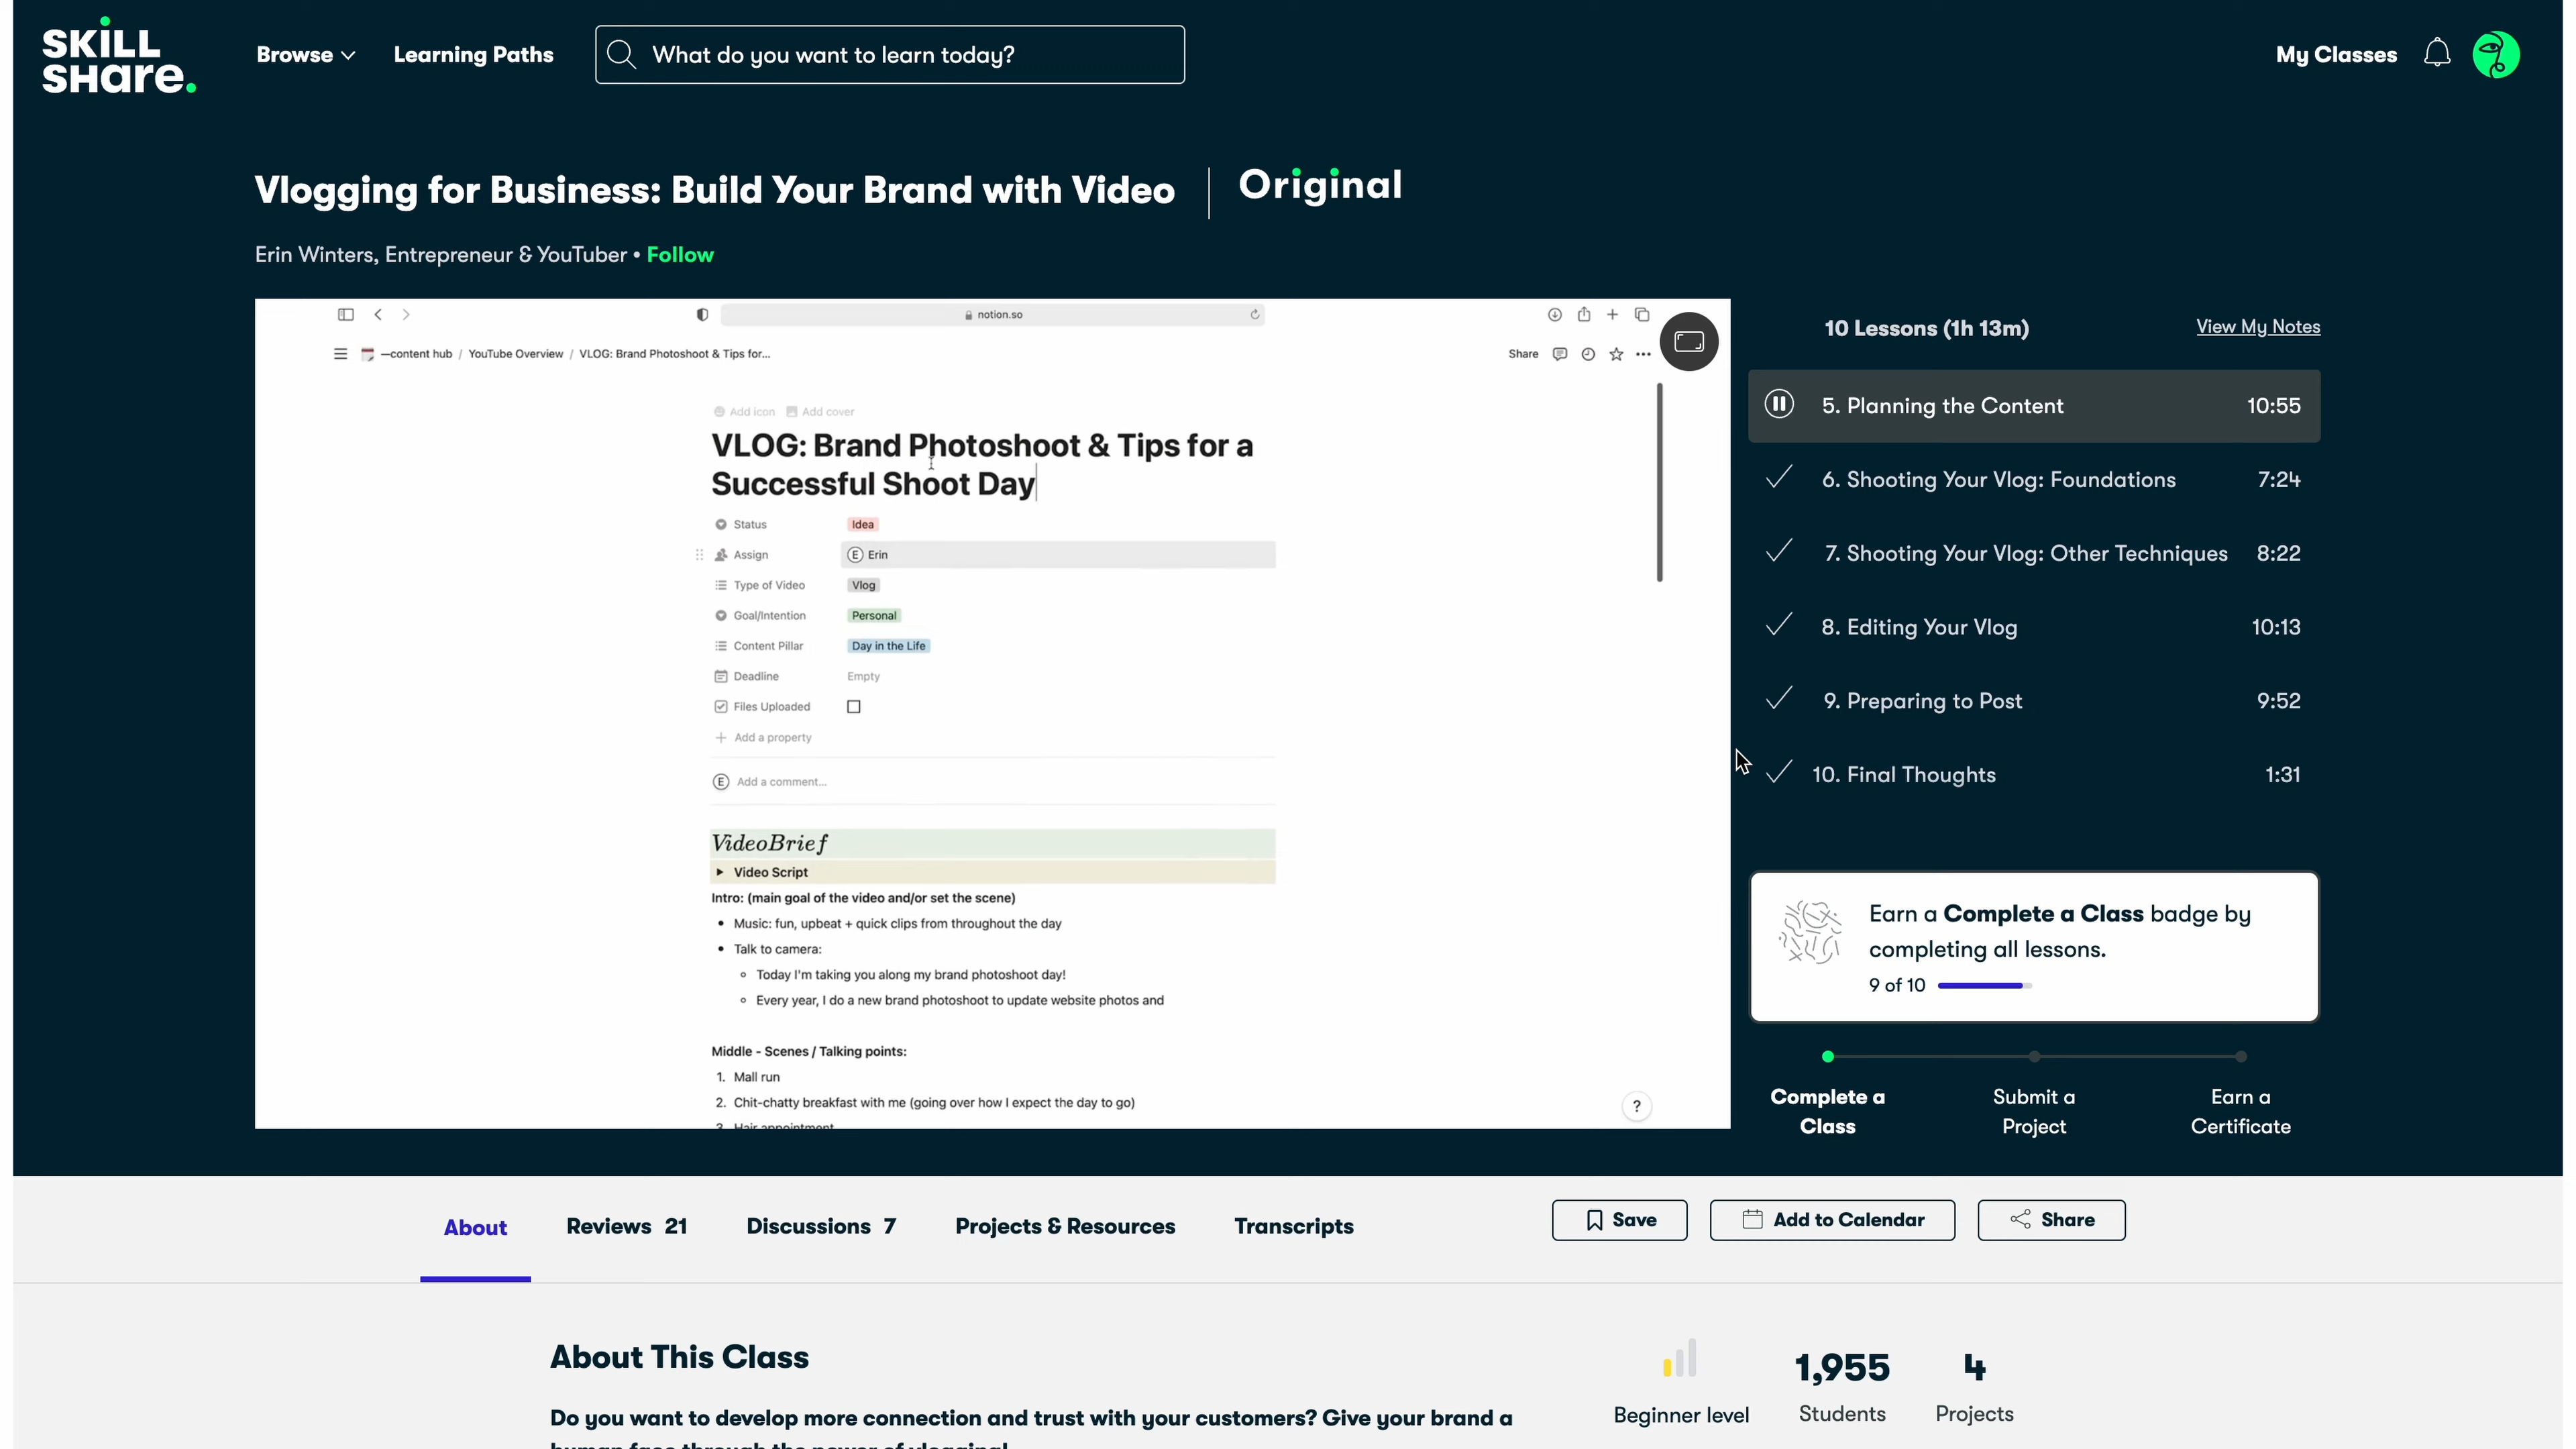 SKILL
SHare.
Browse
Learning Paths
What do you want to learn today?
My Classes
Vlogging for Business: Build Your Brand with Video
Original
Erin Winters, Entrepreneur & YouTuber • Follow
notion.so
—content hub / YouTube Overview / VLOG: Brand Photoshoot & Tips for...
Share
Add icon Add cover
VLOG: Brand Photoshoot & Tips for a
Successful Shoot Day
Status Idea
Assign E Erin
Type of Video Vlog
Goal/Intention Personal
Content Pillar Day in the Life
Deadline Empty
Files Uploaded
Add a property
E Add a comment...
VideoBrief
Video Script
Intro: (main goal of the video and/or set the scene)
• Music: fun, upbeat + quick clips from throughout the day
• Talk to camera:
Today I'm taking you along my brand photoshoot day!
Every year, I do a new brand photoshoot to update website photos and
Middle - Scenes / Talking points:
1. Mall run
2. Chit-chatty breakfast with me (going over how I expect the day to go)
3. Hair appointment
?
10 Lessons (1h 13m)
View My Notes
5. Planning the Content 10:55
6. Shooting Your Vlog: Foundations 7:24
7. Shooting Your Vlog: Other Techniques 8:22
8. Editing Your Vlog 10:13
9. Preparing to Post 9:52
10. Final Thoughts 1:31
Earn a Complete a Class badge by
completing all lessons.
9 of 10
Complete a
Class
Submit a
Project
Earn a
Certificate
About
Reviews 21
Discussions 7
Projects & Resources
Transcripts
Save
Add to Calendar
Share
About This Class
Do you want to develop more connection and trust with your customers? Give your brand a
human face through the power of vlogging!
Beginner level
1,955
Students
4
Projects